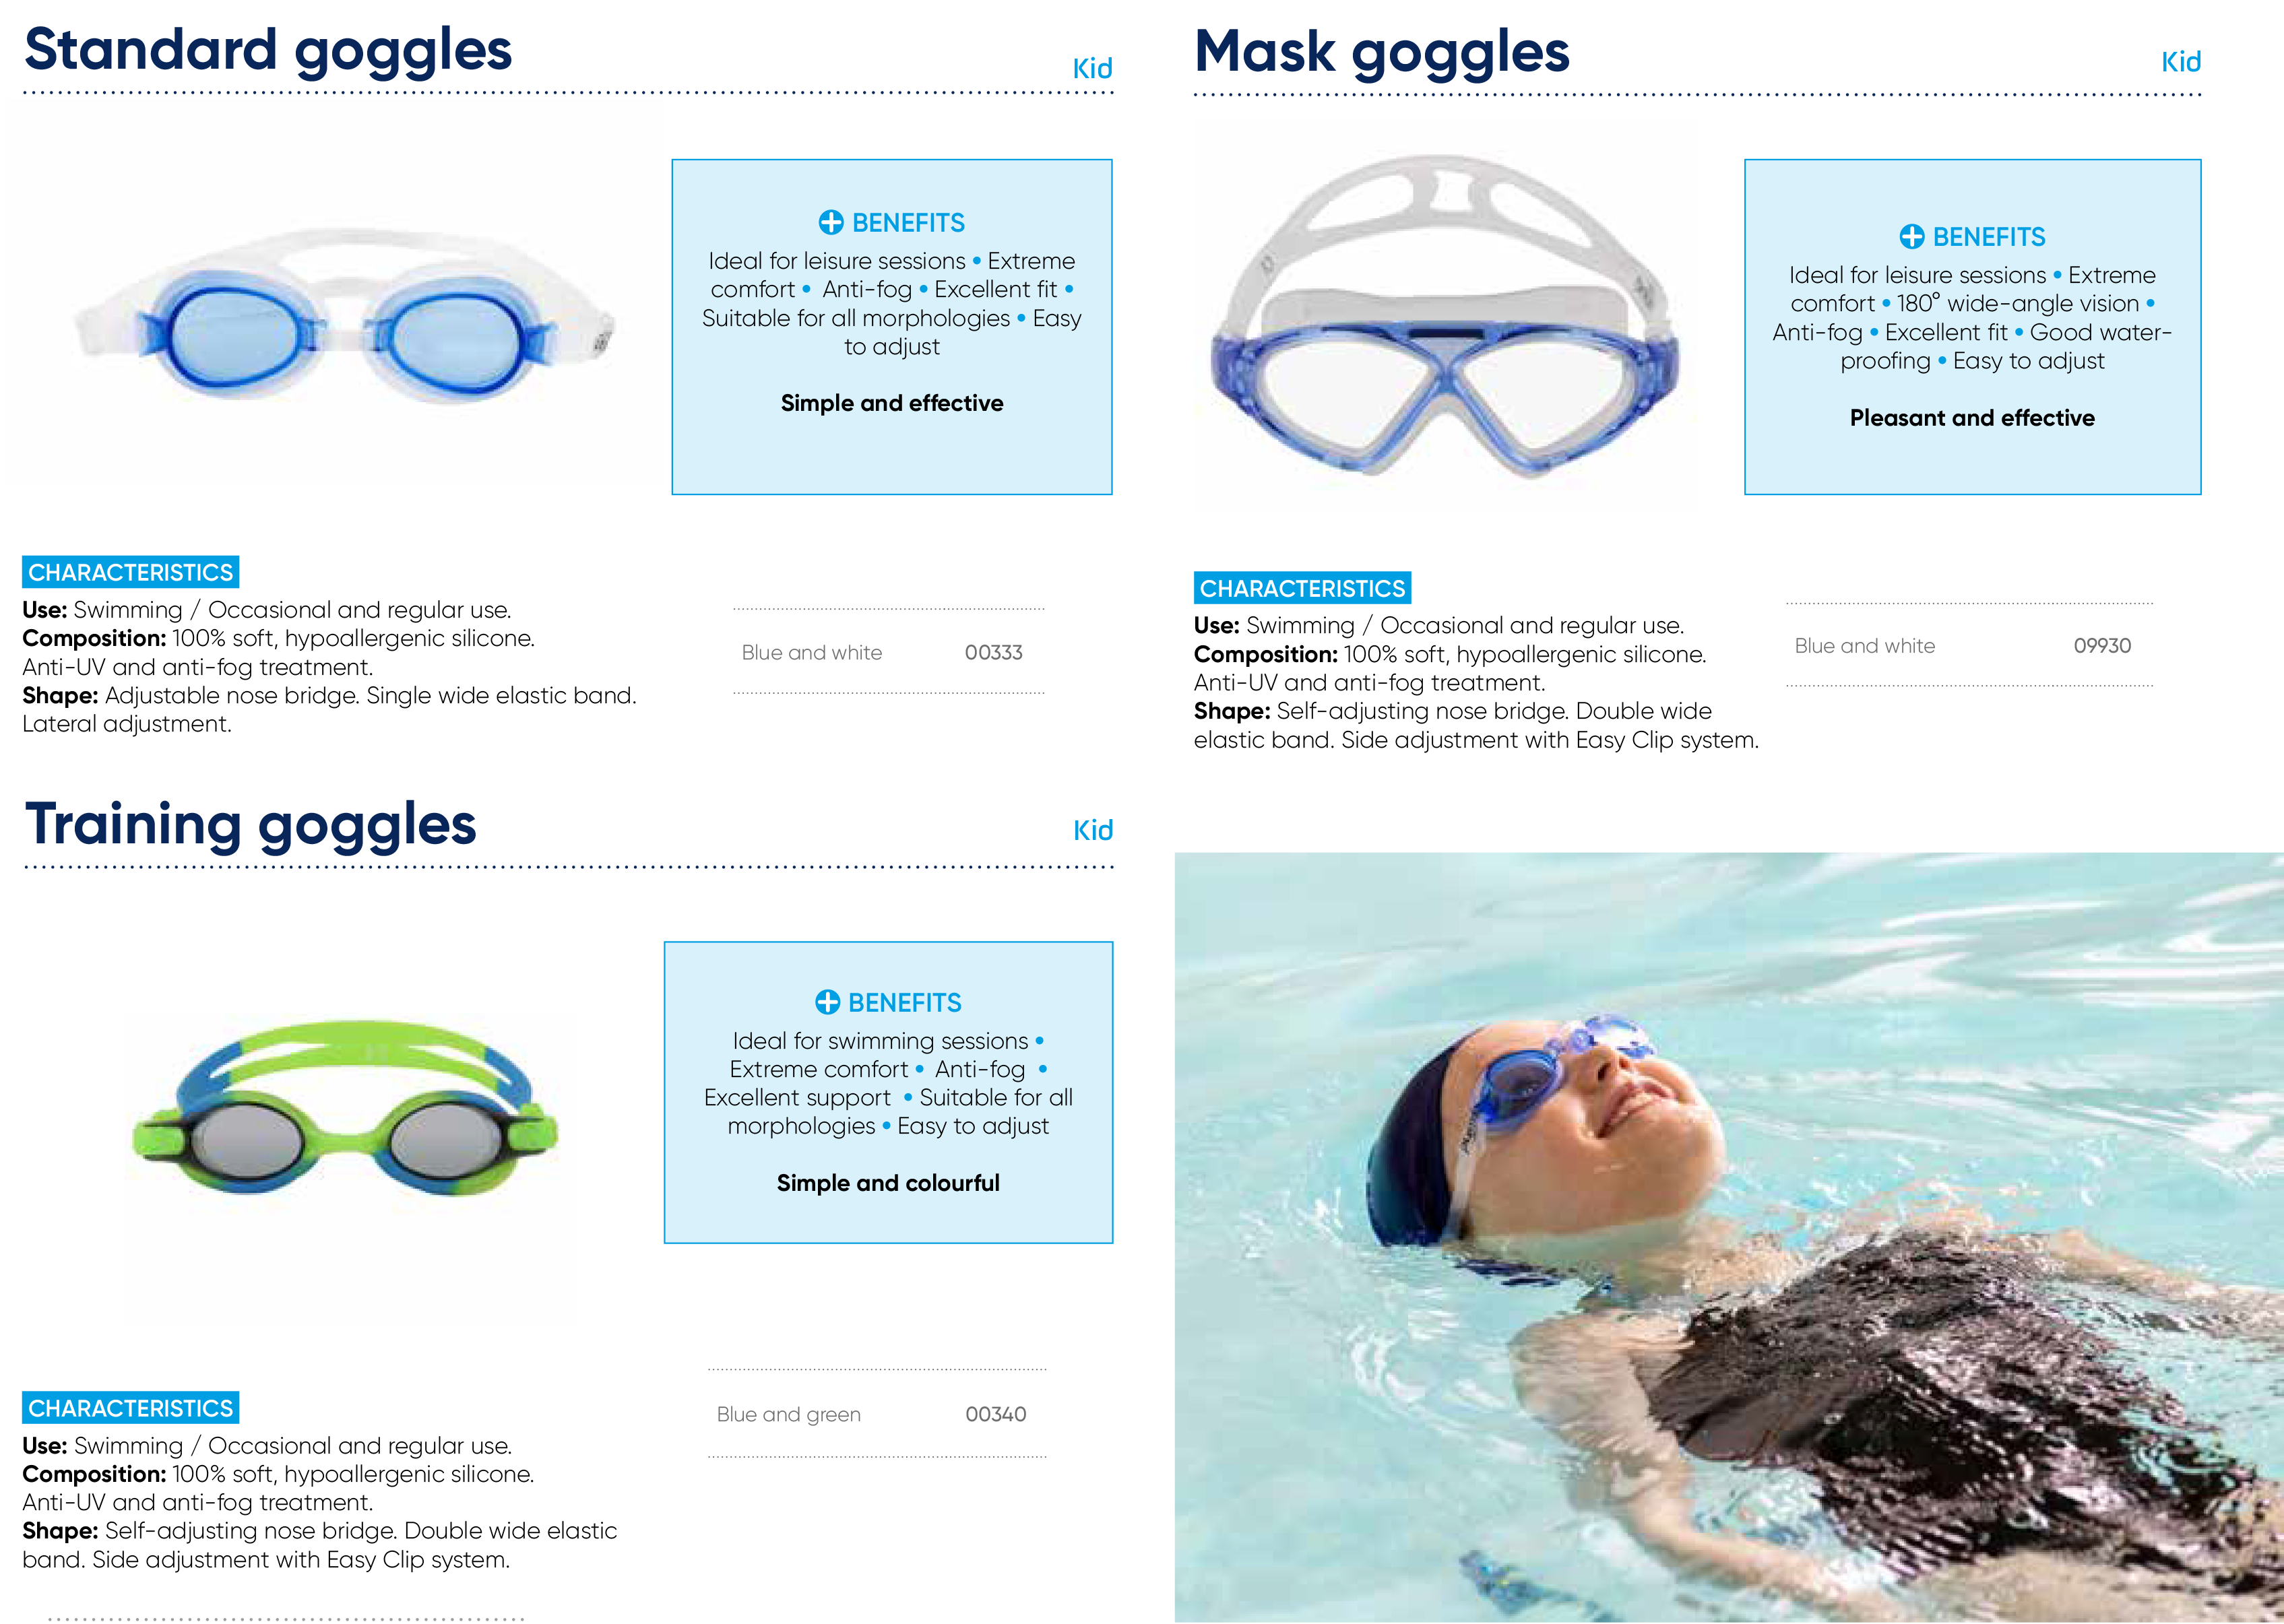 Standard goggles
Kid
BENEFITS
Ideal for leisure sessions • Extreme
comfort • Anti-fog • Excellent fit •
Suitable for all morphologies • Easy
to adjust
Simple and effective
CHARACTERISTICS
Use: Swimming / Occasional and regular use.
Composition: 100% soft, hypoallergenic silicone.
Anti-UV and anti-fog treatment.
Shape: Adjustable nose bridge. Single wide elastic band.
Lateral adjustment.
Blue and white 00333
Mask goggles
Kid
BENEFITS
Ideal for leisure sessions • Extreme
comfort • 180° wide-angle vision •
Anti-fog • Excellent fit • Good water-
proofing • Easy to adjust
Pleasant and effective
CHARACTERISTICS
Use: Swimming / Occasional and regular use.
Composition: 100% soft, hypoallergenic silicone.
Anti-UV and anti-fog treatment.
Shape: Self-adjusting nose bridge. Double wide
elastic band. Side adjustment with Easy Clip system.
Blue and white 09930
Training goggles
Kid
BENEFITS
Ideal for swimming sessions •
Extreme comfort • Anti-fog •
Excellent support • Suitable for all
morphologies • Easy to adjust
Simple and colourful
CHARACTERISTICS
Use: Swimming / Occasional and regular use.
Composition: 100% soft, hypoallergenic silicone.
Anti-UV and anti-fog treatment.
Shape: Self-adjusting nose bridge. Double wide elastic
band. Side adjustment with Easy Clip system.
Blue and green 00340